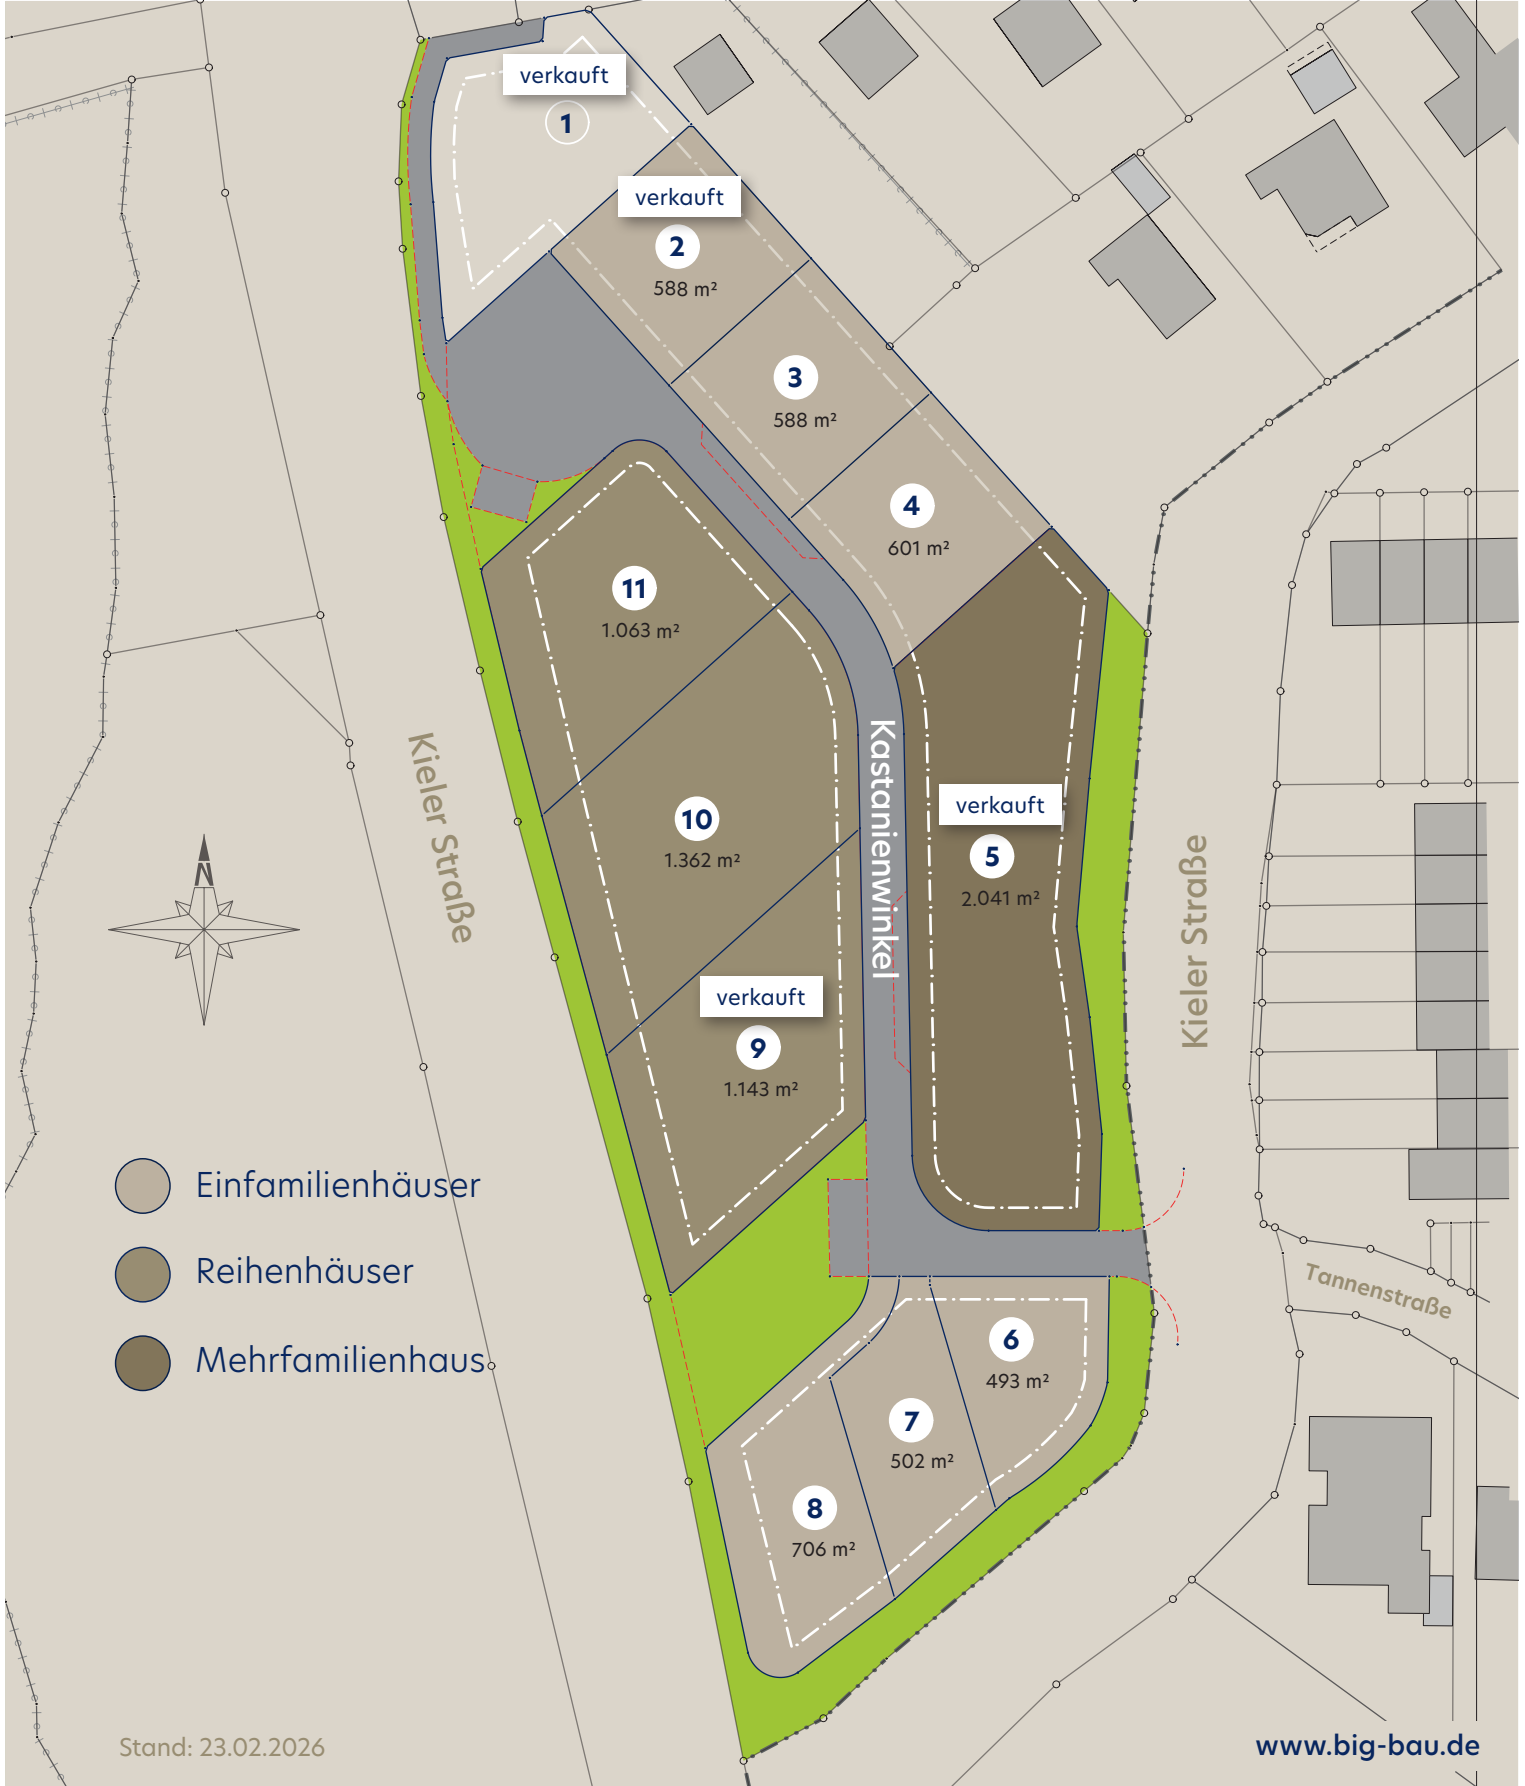 verkauft
1
verkauft
2
588 m²
3
588 m²
4
601 m²
11
1.063 m²
Kieler Straße
Kastanienwinkel
10
1.362 m²
verkauft
5
2.041 m²
Kieler Straße
N
verkauft
9
1.143 m²
Einfamilienhäuser
Reihenhäuser
Mehrfamilienhaus
Tannenstraße
6
493 m²
7
502 m²
8
706 m²
Stand: 23.02.2026
www.big-bau.de